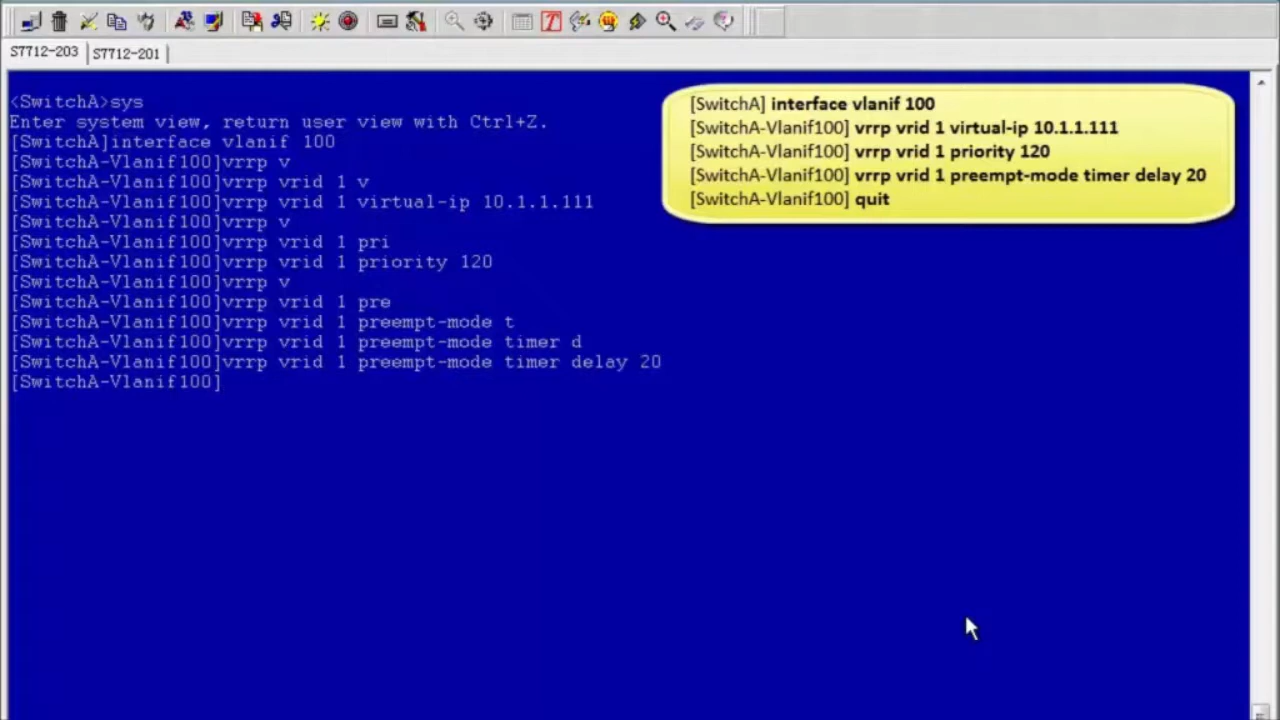 S7712-203 S7712-201
<SwitchA>sys
Enter system view, return user view with Ctrl+Z.
[SwitchA]interface vlanif 100
[SwitchA-Vlanif100]vrrp v
[SwitchA-Vlanif100]vrrp vrid 1 v
[SwitchA-Vlanif100]vrrp vrid 1 virtual-ip 10.1.1.111
[SwitchA-Vlanif100]vrrp v
[SwitchA-Vlanif100]vrrp vrid 1 pri
[SwitchA-Vlanif100]vrrp vrid 1 priority 120
[SwitchA-Vlanif100]vrrp v
[SwitchA-Vlanif100]vrrp vrid 1 pre
[SwitchA-Vlanif100]vrrp vrid 1 preempt-mode t
[SwitchA-Vlanif100]vrrp vrid 1 preempt-mode timer d
[SwitchA-Vlanif100]vrrp vrid 1 preempt-mode timer delay 20
[SwitchA-Vlanif100]
[SwitchA] interface vlanif 100
[SwitchA-Vlanif100] vrrp vrid 1 virtual-ip 10.1.1.111
[SwitchA-Vlanif100] vrrp vrid 1 priority 120
[SwitchA-Vlanif100] vrrp vrid 1 preempt-mode timer delay 20
[SwitchA-Vlanif100] quit